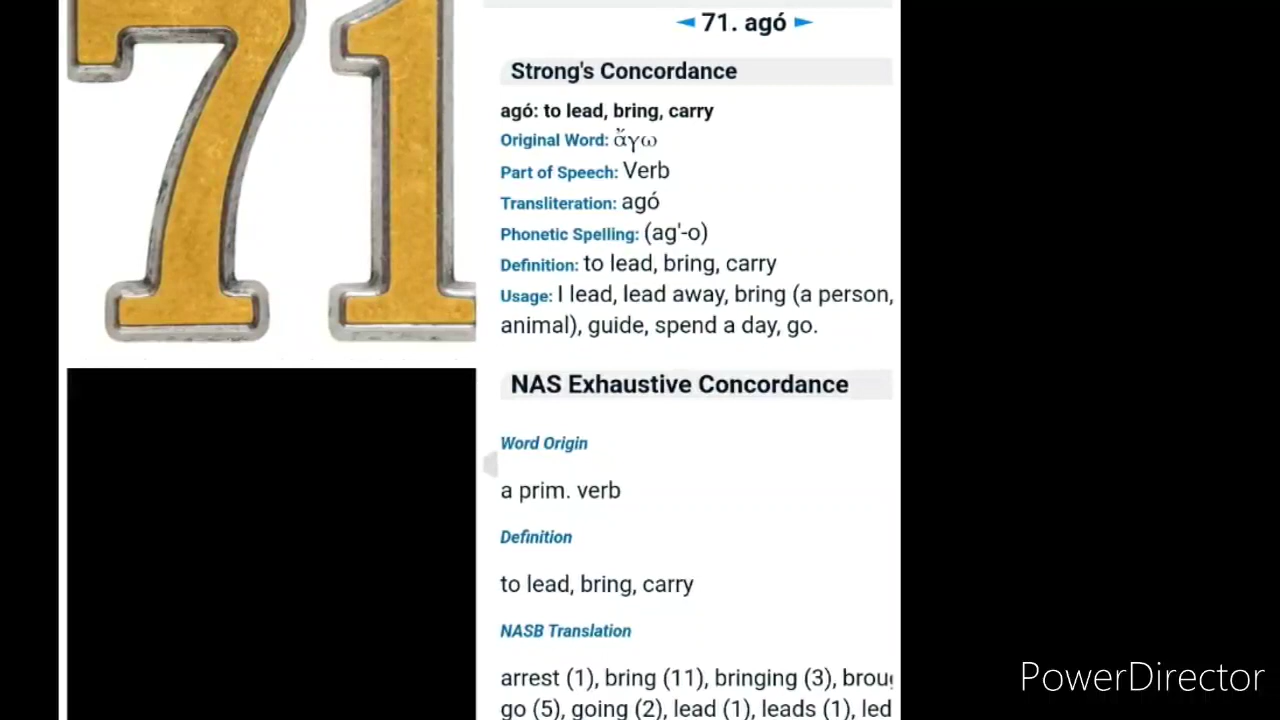 71
◄ 71. agó ►
Strong's Concordance
agó: to lead, bring, carry
Original Word: ἄγω
Part of Speech: Verb
Transliteration: agó
Phonetic Spelling: (ag'-o)
Definition: to lead, bring, carry
Usage: I lead, lead away, bring (a person,
animal), guide, spend a day, go.
NAS Exhaustive Concordance
Word Origin
a prim. verb
Definition
to lead, bring, carry
NASB Translation
arrest (1), bring (11), bringing (3),
go (5), going (2), lead (1), leads (1), led
PowerDirector